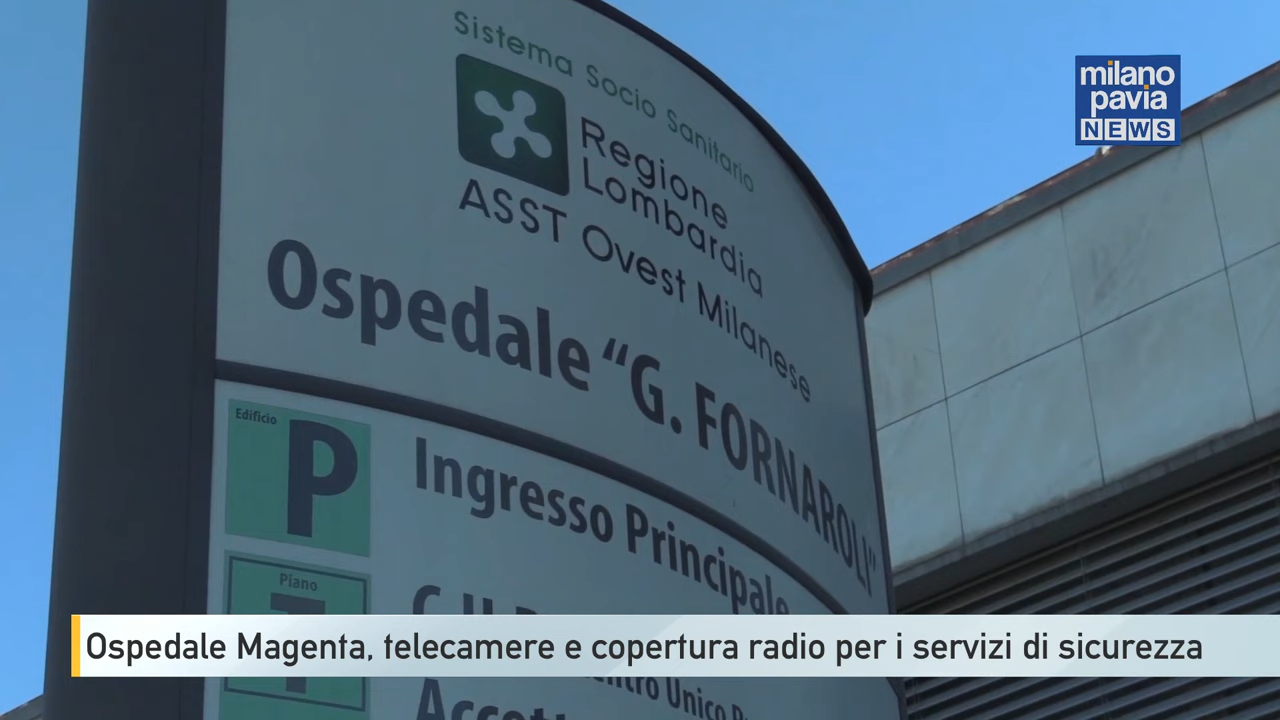 Sistema Socio Sanitario
Regione
Lombardia
ASST Ovest Milanese
Ospedale “G. FORNAROLI”
Edificio
P
Ingresso Principale
Piano
milano
pavia
NEWS
Ospedale Magenta, telecamere e copertura radio per i servizi di sicurezza
Unico